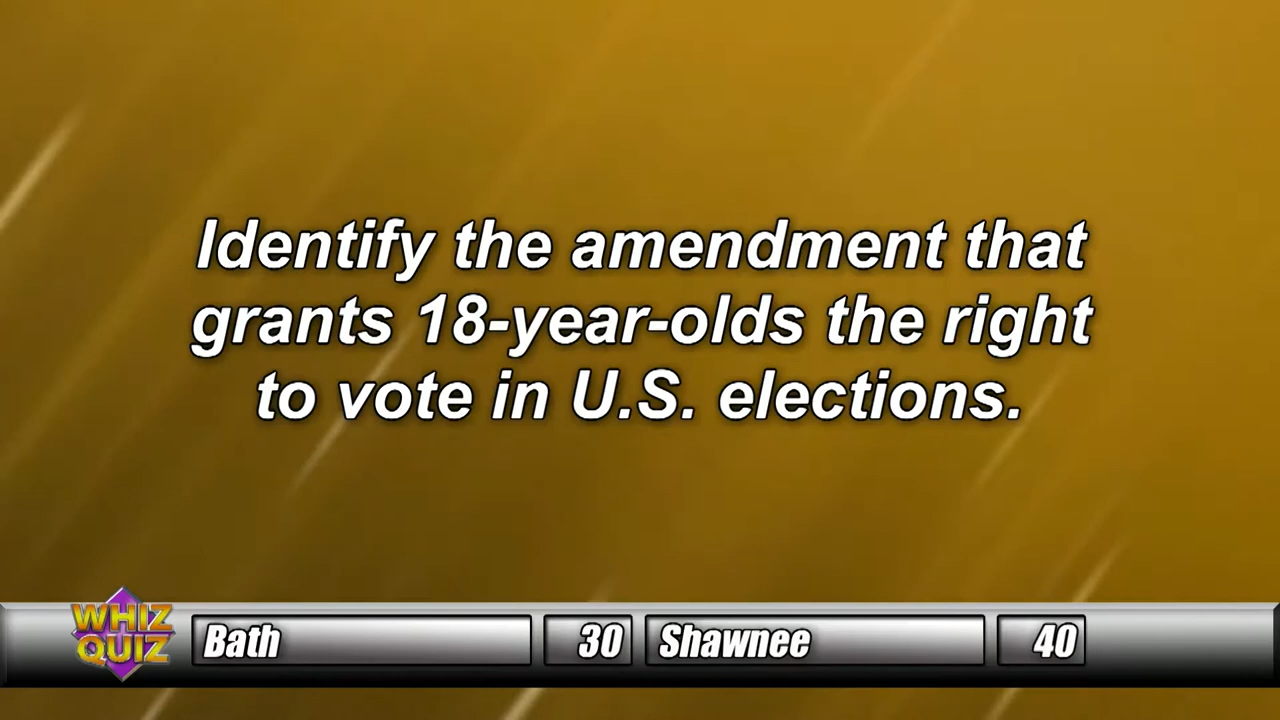 Identify the amendment that
grants 18-year-olds the right
to vote in U.S. elections.
WHIZ
QUIZ
Bath 30 Shawnee 40